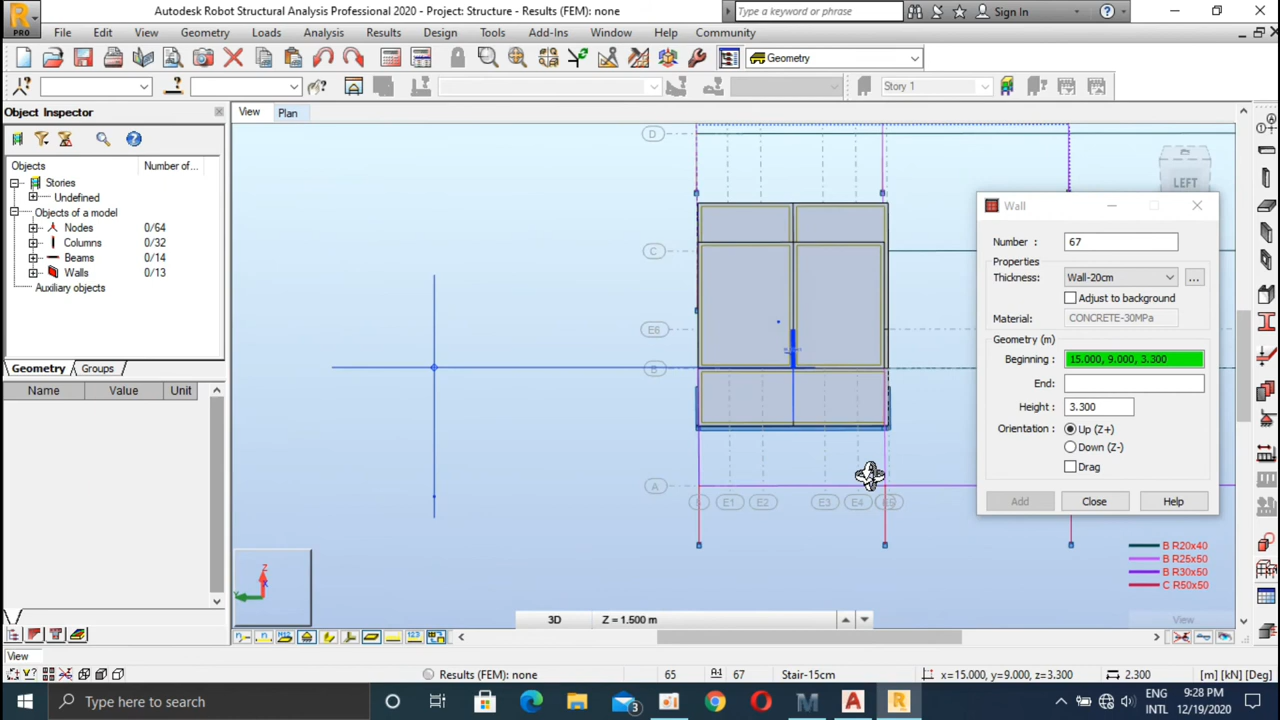 Autodesk Robot Structural Analysis Professional 2020 - Project: Structure - Results (FEM): none
Type a keyword or phrase
Sign In
PRO
File Edit View Geometry Loads Analysis Results Design Tools Add-Ins Window Help Community
Geometry
Story 1
Object Inspector
View Plan
Objects Number of...
Stories
Undefined
Objects of a model
Nodes 0/64
Columns 0/32
Beams 0/14
Walls 0/13
Auxiliary objects
Geometry Groups
Name Value Unit
D
C
E6
B
A
E1 E2 E3 E4 E5
LEFT
Wall
Number : 67
Properties
Thickness: Wall-20cm ...
Adjust to background
Material: CONCRETE-30MPa
Geometry (m)
Beginning : 15.000, 9.000, 3.300
End:
Height : 3.300
Orientation : Up (Z+)
Down (Z-)
Drag
Add Close Help
B R20x40
B R25x50
B R30x50
C R50x50
Z
3D Z = 1.500 m
View
View
Results (FEM): none 65 67 Stair-15cm x=15.000, y=9.000, z=3.300 2.300 [m] [kN] [Deg]
Type here to search
3
ENG
INTL
9:28 PM
12/19/2020